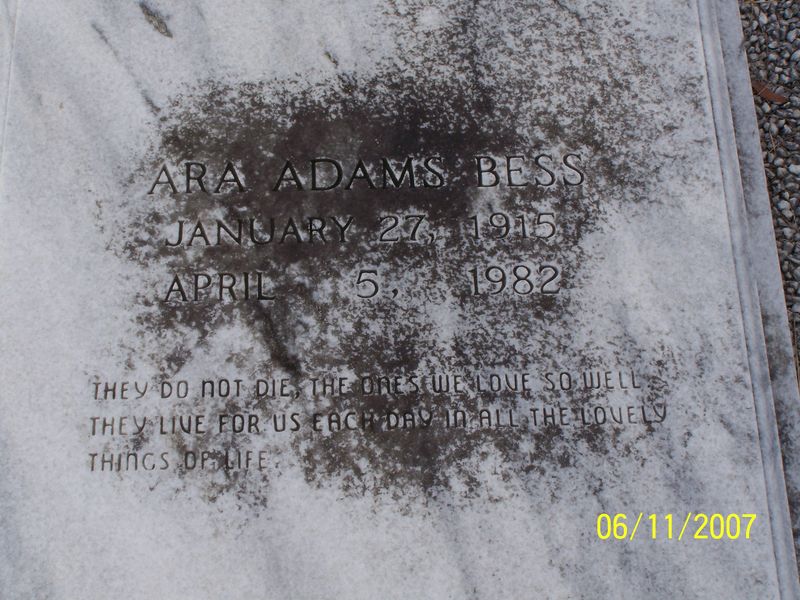 ARA ADAMS BESS
JANUARY 27, 1915
APRIL 5, 1982
THEY DO NOT DIE, THE ONES WE LOVE SO WELL
THEY LIVE FOR US EACH DAY IN ALL THE LOVELY
THINGS OF LIFE.
06/11/2007